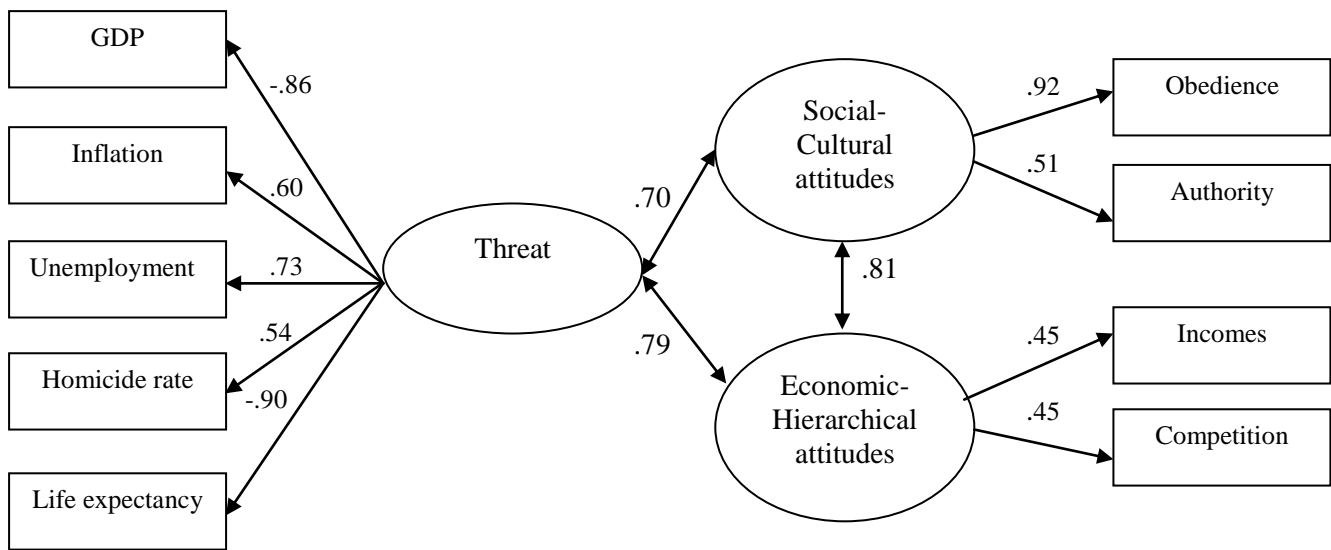 GDP
-.86
Inflation
.60
Unemployment
.73
Homicide rate
.54
-.90
Life expectancy
Threat
.70
.79
Social-
Cultural
attitudes
.81
Economic-
Hierarchical
attitudes
.92
Obedience
.51
Authority
.45
Incomes
.45
Competition